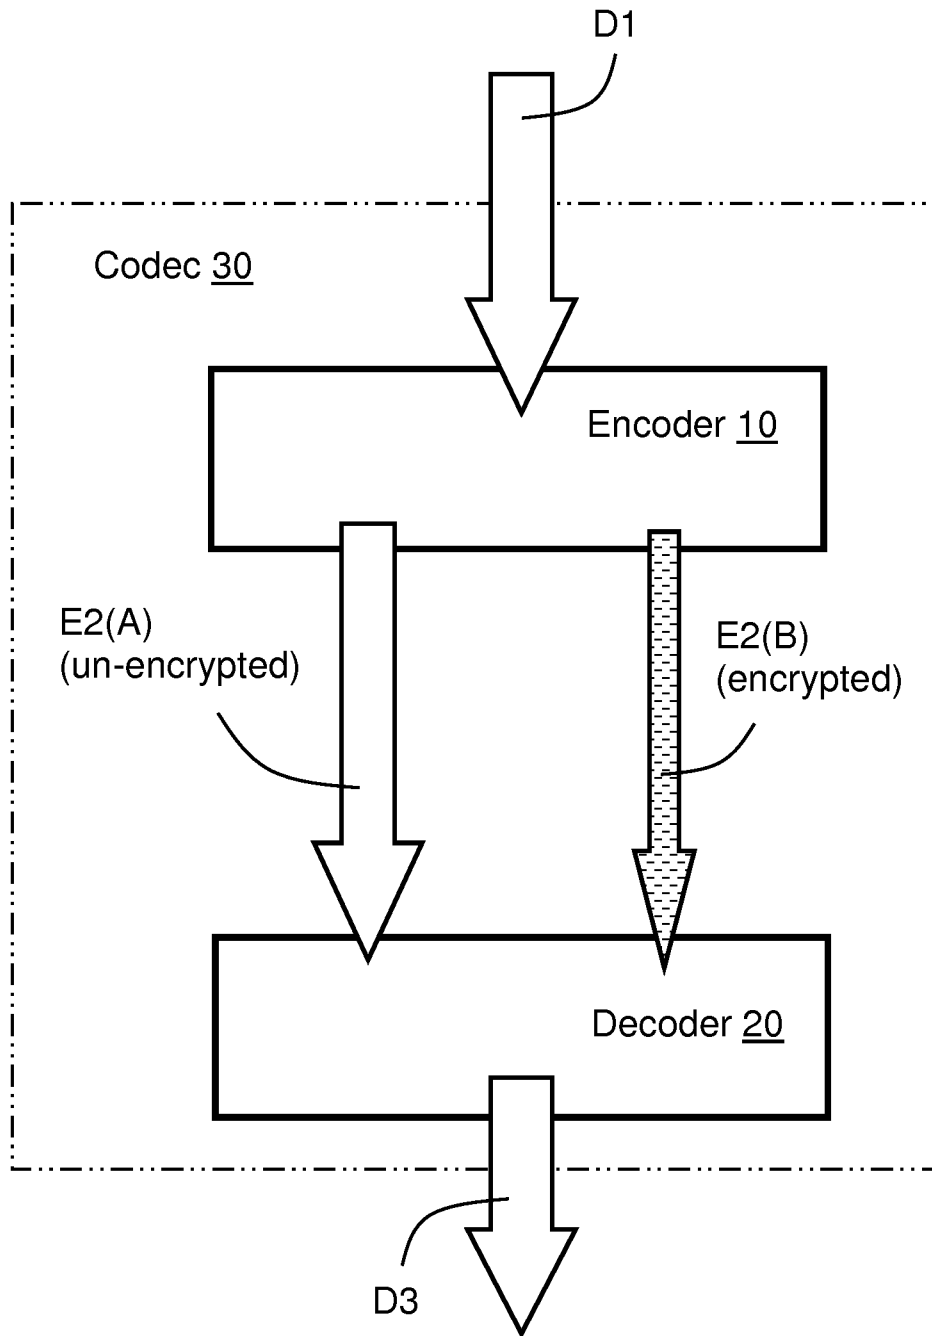 D1
Codec 30
Encoder 10
E2(A)
(un-encrypted)
E2(B)
(encrypted)
Decoder 20
D3